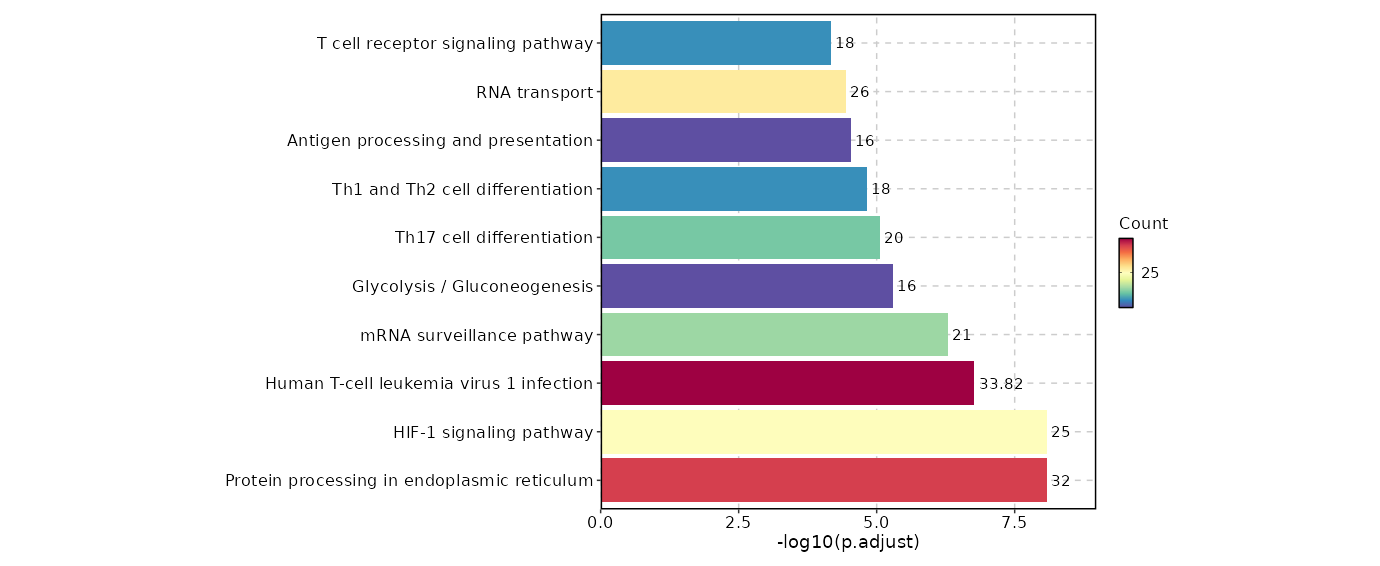 T cell receptor signaling pathway 18
RNA transport 26
Antigen processing and presentation 16
Th1 and Th2 cell differentiation 18
Th17 cell differentiation 20
Glycolysis / Gluconeogenesis 16
mRNA surveillance pathway 21
Human T-cell leukemia virus 1 infection 33.82
HIF-1 signaling pathway 25
Protein processing in endoplasmic reticulum 32
0.0 2.5 5.0 7.5
-log10(p.adjust)
Count
25